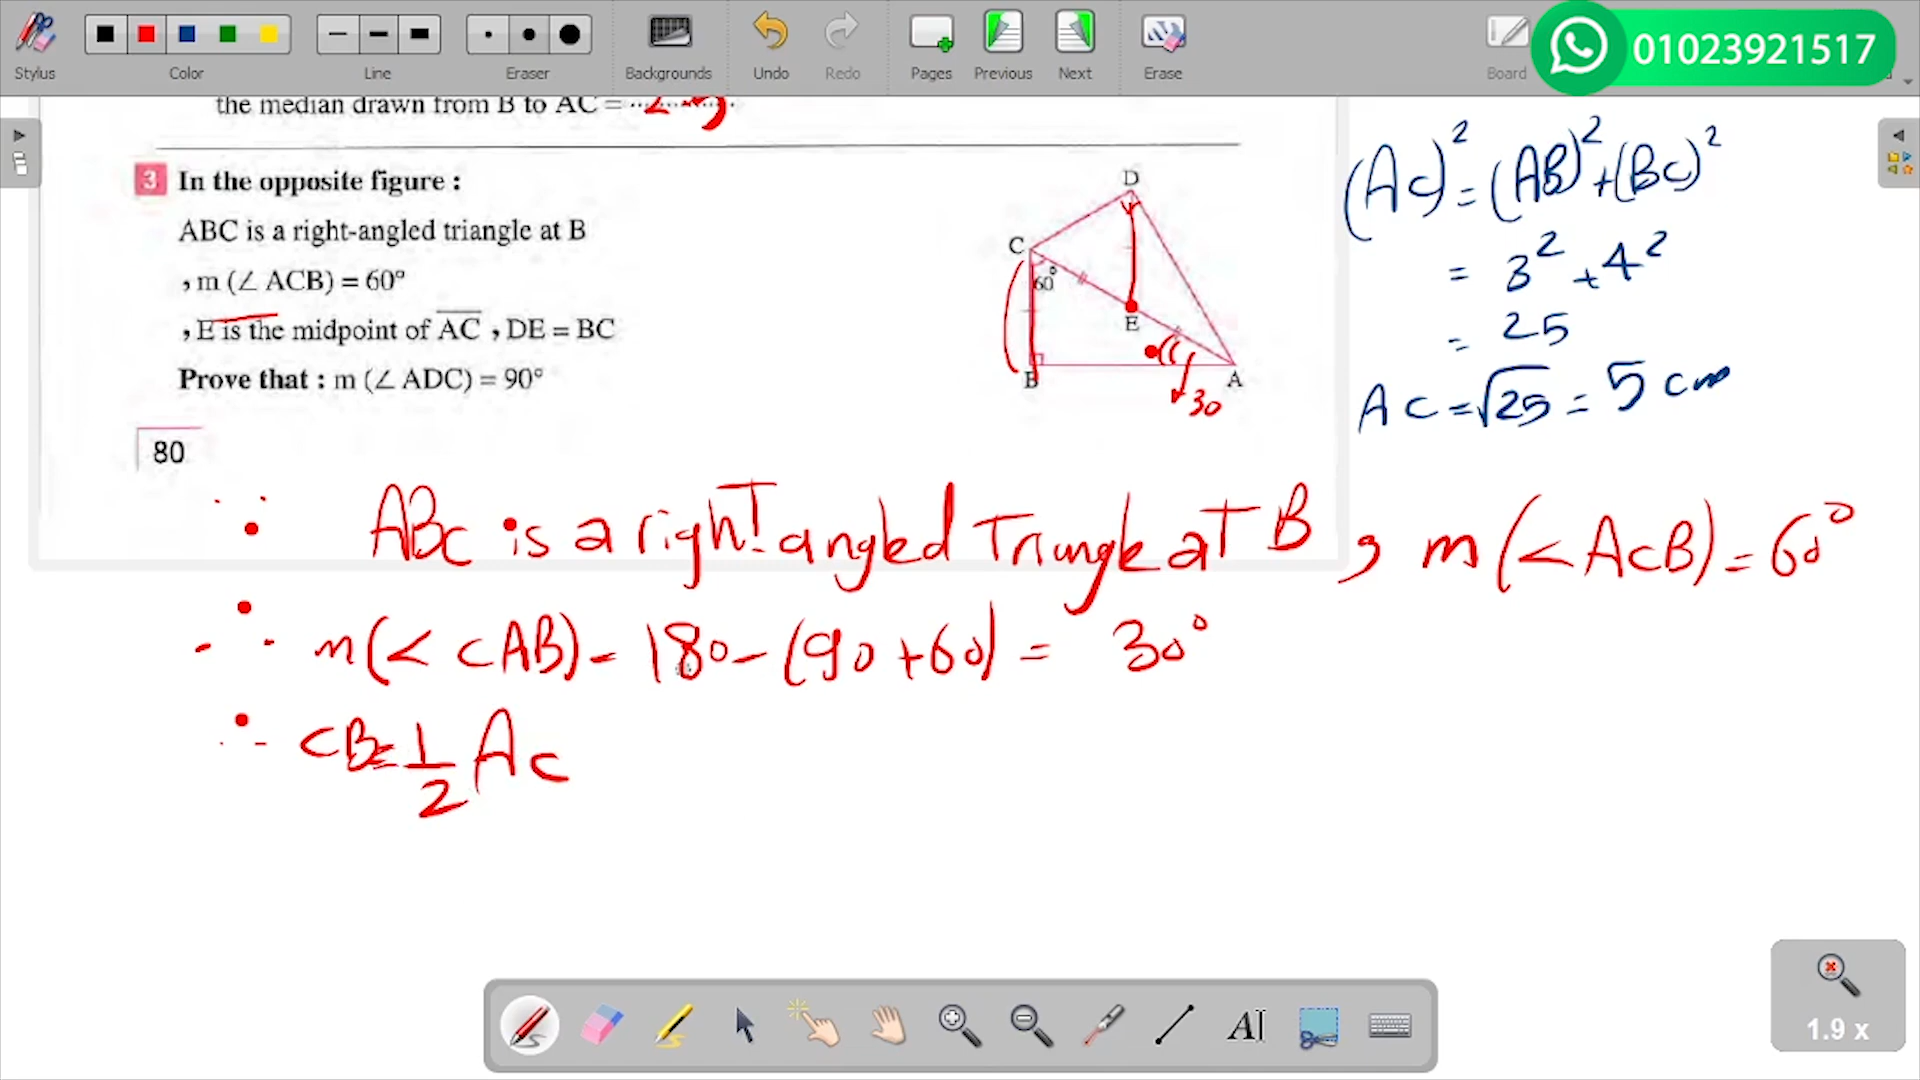 Stylus Color Line Eraser Backgrounds Undo Redo Pages Previous Next Erase Board
01023921517
the median drawn from B to AC =
3 In the opposite figure :
ABC is a right-angled triangle at B
, m (∠ ACB) = 60°
, E is the midpoint of AC , DE = BC
Prove that : m (∠ ADC) = 90°
80
D
C
60°
E
B
A
30
(AC)² = (AB)² + (BC)²
= 3² + 4²
= 25
AC = √25 = 5 cm
∵ ABC is a right angled Triangle at B , m(< ACB) = 60°
∴ m(< CAB) = 180 - (90 + 60) = 30°
∴ CB = 1/2 AC
1.9 x